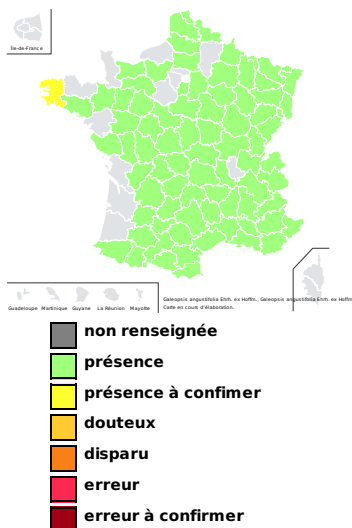 Île-de-France
Guadeloupe Martinique Guyane La Réunion Mayotte
Galeopsis angustifolia Ehrh. ex Hoffm., Galeopsis angustifolia Ehrh. ex Hoffm
Carte en cours d'élaboration.
non renseignée
présence
présence à confimer
douteux
disparu
erreur
erreur à confirmer